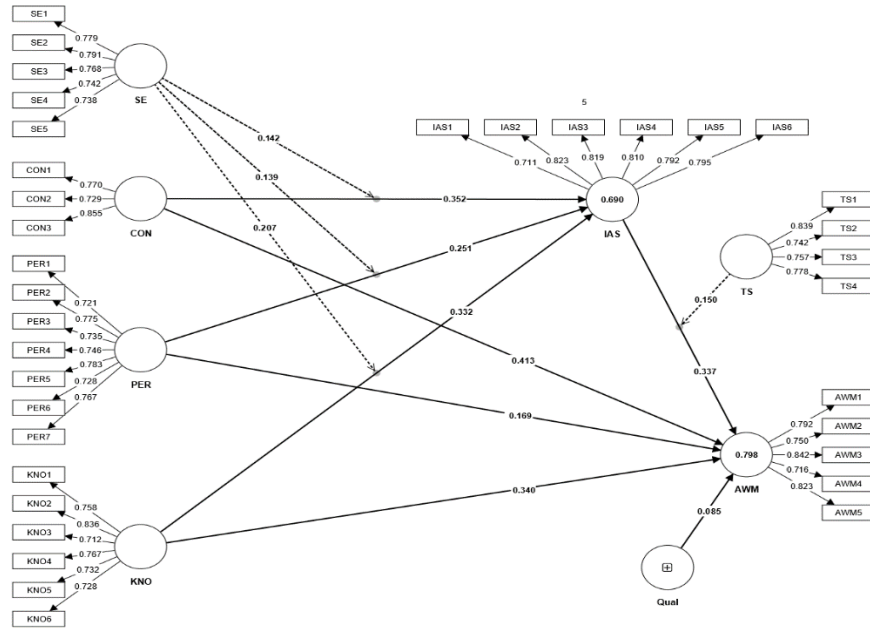 SE1
SE2
SE3
SE4
SE5
0.779
0.791
0.768
0.742
0.738
SE
0.142
0.139
0.207
CON1
CON2
CON3
0.770
0.729
0.855
CON
0.352
0.251
0.332
PER1
PER2
PER3
PER4
PER5
PER6
PER7
0.721
0.775
0.735
0.746
0.783
0.728
0.767
PER
0.413
0.169
0.340
KNO1
KNO2
KNO3
KNO4
KNO5
KNO6
0.758
0.836
0.712
0.767
0.732
0.728
KNO
5
IAS1
IAS2
IAS3
IAS4
IAS5
IAS6
0.711
0.823
0.819
0.810
0.792
0.795
0.690
IAS
TS1
TS2
TS3
TS4
0.839
0.742
0.757
0.778
TS
0.150
0.337
AWM1
AWM2
AWM3
AWM4
AWM5
0.792
0.750
0.842
0.716
0.823
0.798
AWM
0.085
Qual